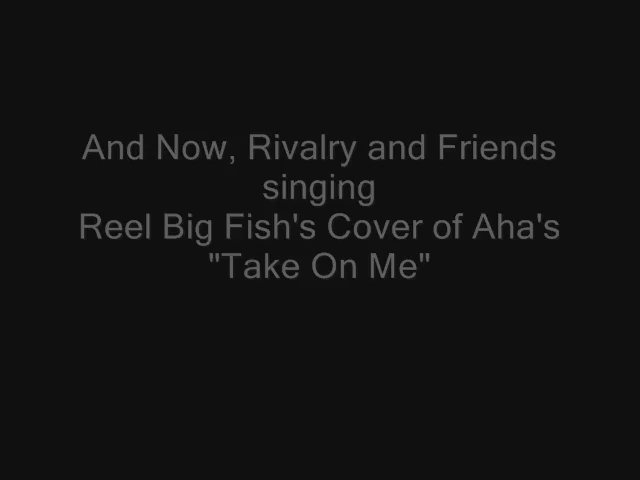 And Now, Rivalry and Friends
singing
Reel Big Fish's Cover of Aha's
"Take On Me"